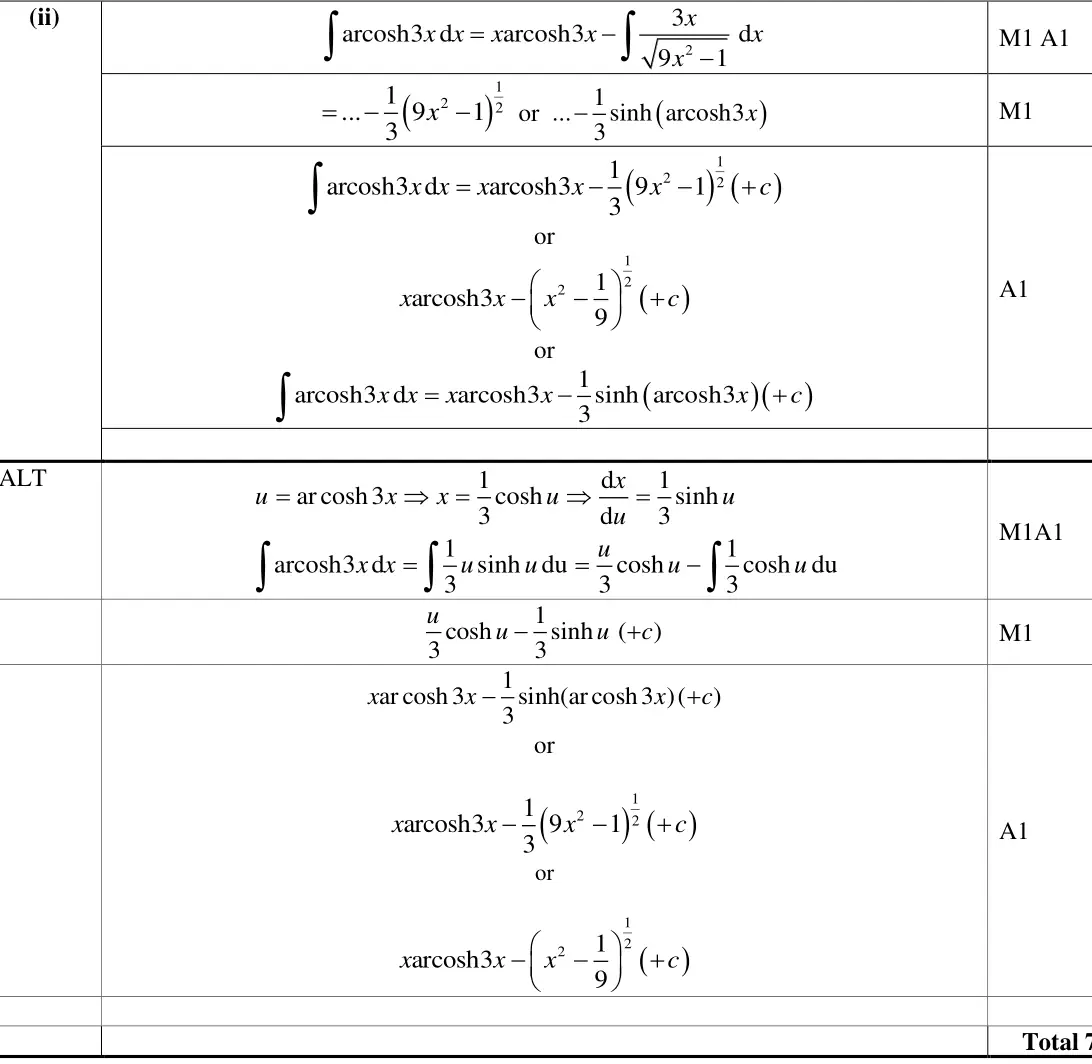 (ii) ∫ arcosh3x dx = xarcosh3x − ∫ 3x/√(9x² − 1) dx M1 A1
= ... − 1/3 (9x² − 1)^(1/2) or ... − 1/3 sinh(arcosh3x) M1
∫ arcosh3x dx = xarcosh3x − 1/3 (9x² − 1)^(1/2) (+c)
or
xarcosh3x − (x² − 1/9)^(1/2) (+c) A1
or
∫ arcosh3x dx = xarcosh3x − 1/3 sinh(arcosh3x)(+c)
ALT u = ar cosh 3x ⇒ x = 1/3 cosh u ⇒ dx/du = 1/3 sinh u
∫ arcosh3x dx = ∫ 1/3 u sinh u du = u/3 cosh u − ∫ 1/3 cosh u du M1A1
u/3 cosh u − 1/3 sinh u (+c) M1
xar cosh 3x − 1/3 sinh(ar cosh 3x)(+c)
or
xarcosh3x − 1/3 (9x² − 1)^(1/2) (+c) A1
or
xarcosh3x − (x² − 1/9)^(1/2) (+c)
Total 7